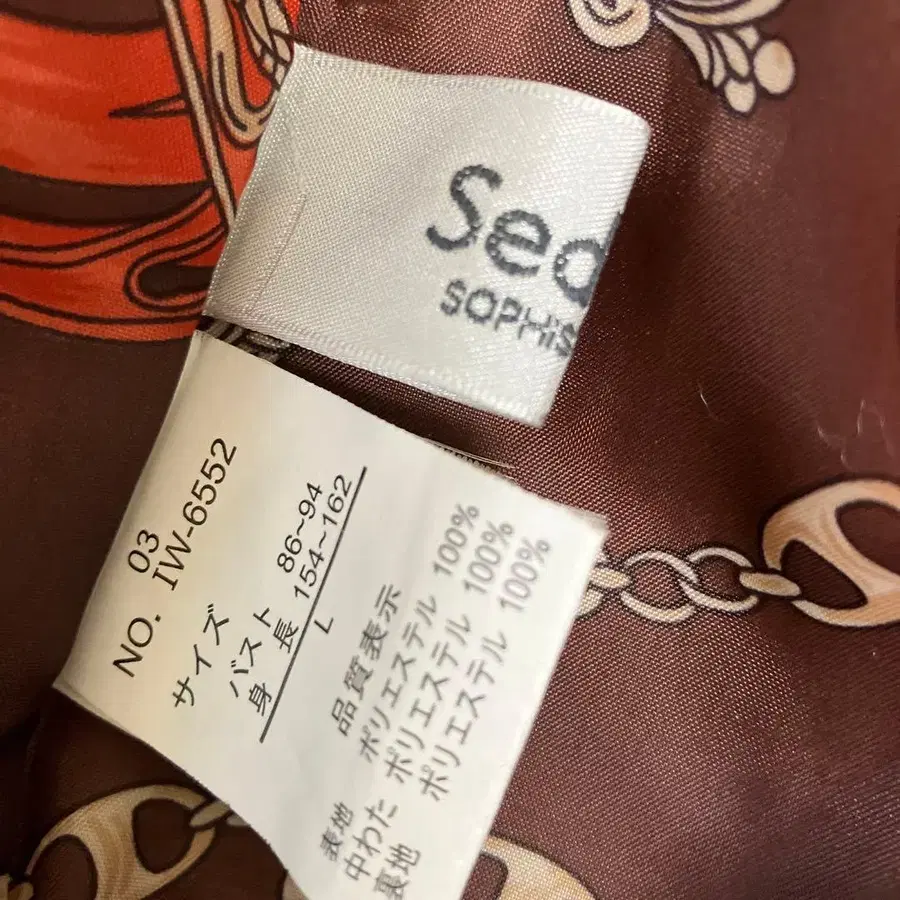 Sed
SOPHIS
03
NO. IW-6552
サイズ
バスト 86~94
身 長 154~162
L
品質表示
表地 ポリエステル 100%
中わた ポリエステル 100%
裏地 ポリエステル 100%